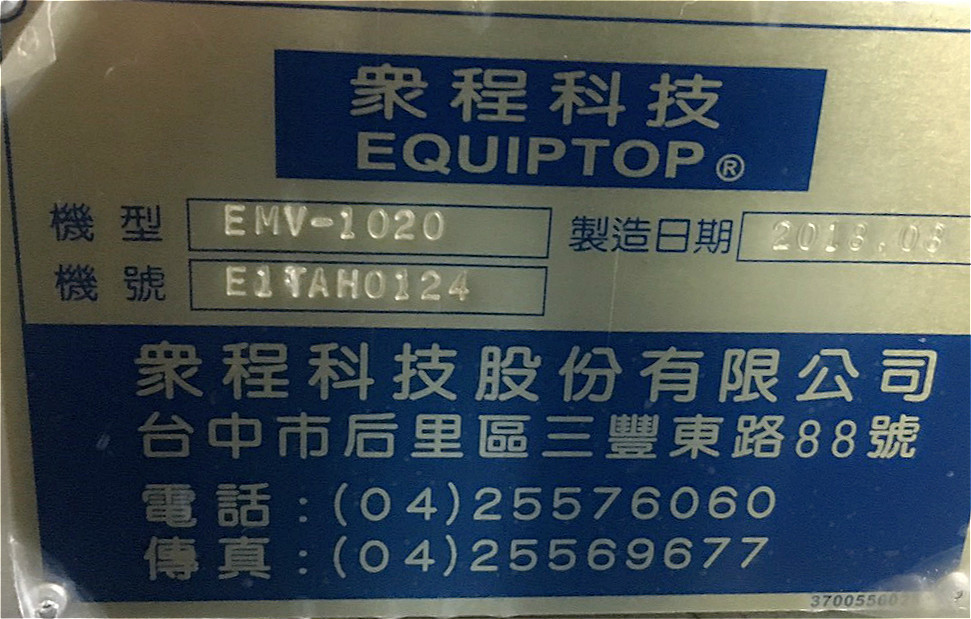 眾程科技
EQUIPTOP®
機型 EMV-1020 製造日期
機號 E1TAH0124
眾程科技股份有限公司
台中市后里區三豐東路88號
電話:(04)25576060
傳真:(04)25569677